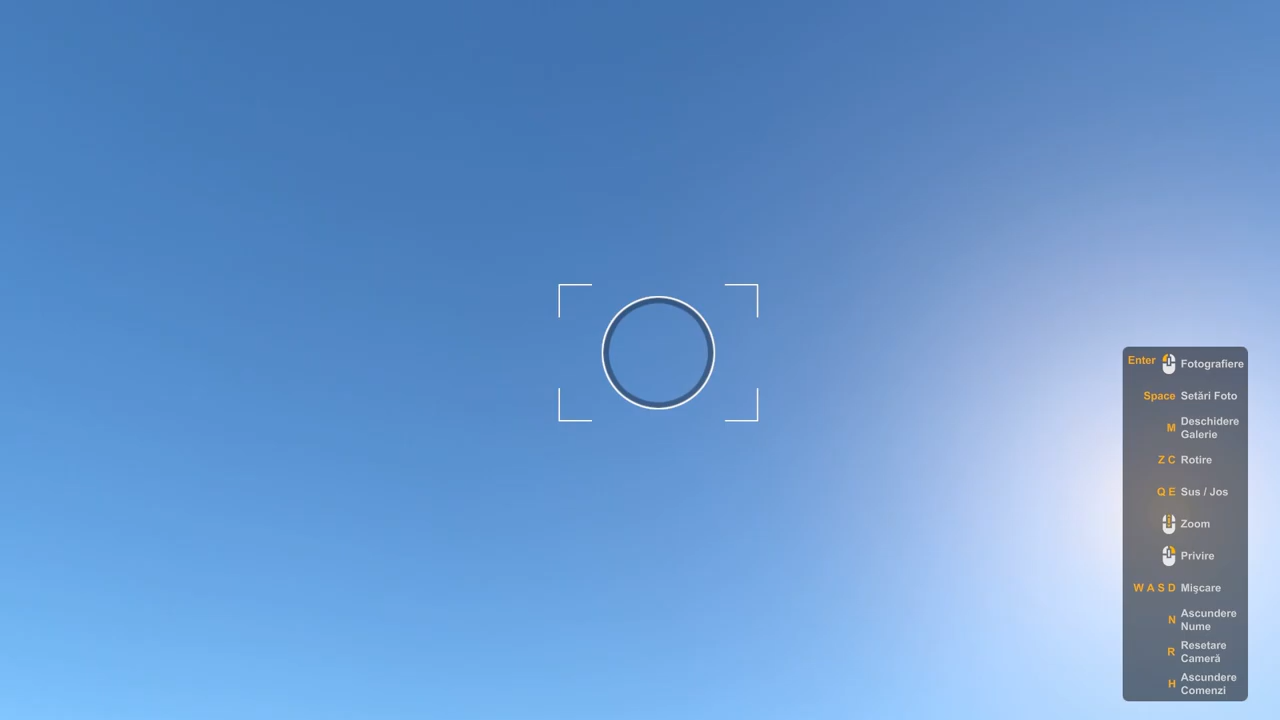 Enter Fotografiere
Space Setări Foto
Deschidere
M Galerie
Z C Rotire
Q E Sus / Jos
Zoom
Privire
W A S D Mișcare
Ascundere
N Nume
Resetare
R Cameră
Ascundere
H Comenzi